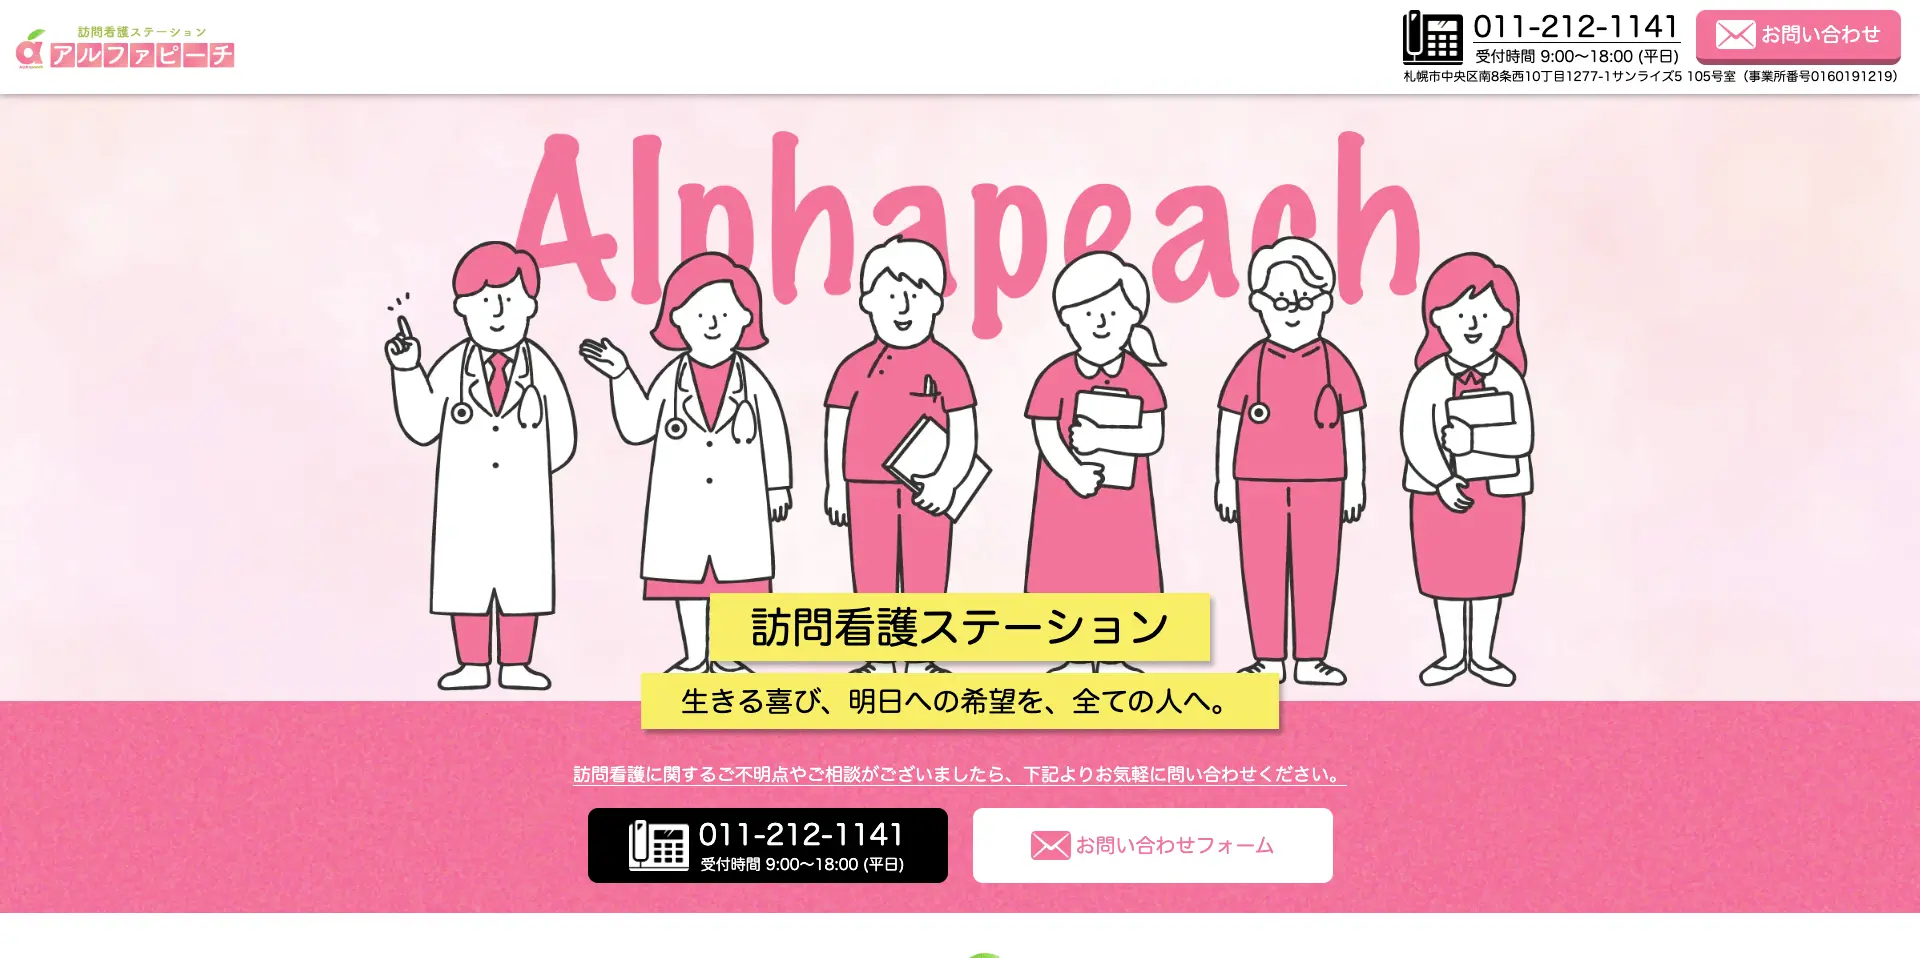 訪問看護ステーション
アルファピーチ
011-212-1141
受付時間 9:00〜18:00 (平日)
お問い合わせ
札幌市中央区南8条西10丁目1277-1サンライズ5 105号室（事業所番号0160191219）
Alphapeach
訪問看護ステーション
生きる喜び、明日への希望を、全ての人へ。
訪問看護に関するご不明点やご相談がございましたら、下記よりお気軽に問い合わせください。
011-212-1141
受付時間 9:00〜18:00 (平日)
お問い合わせフォーム